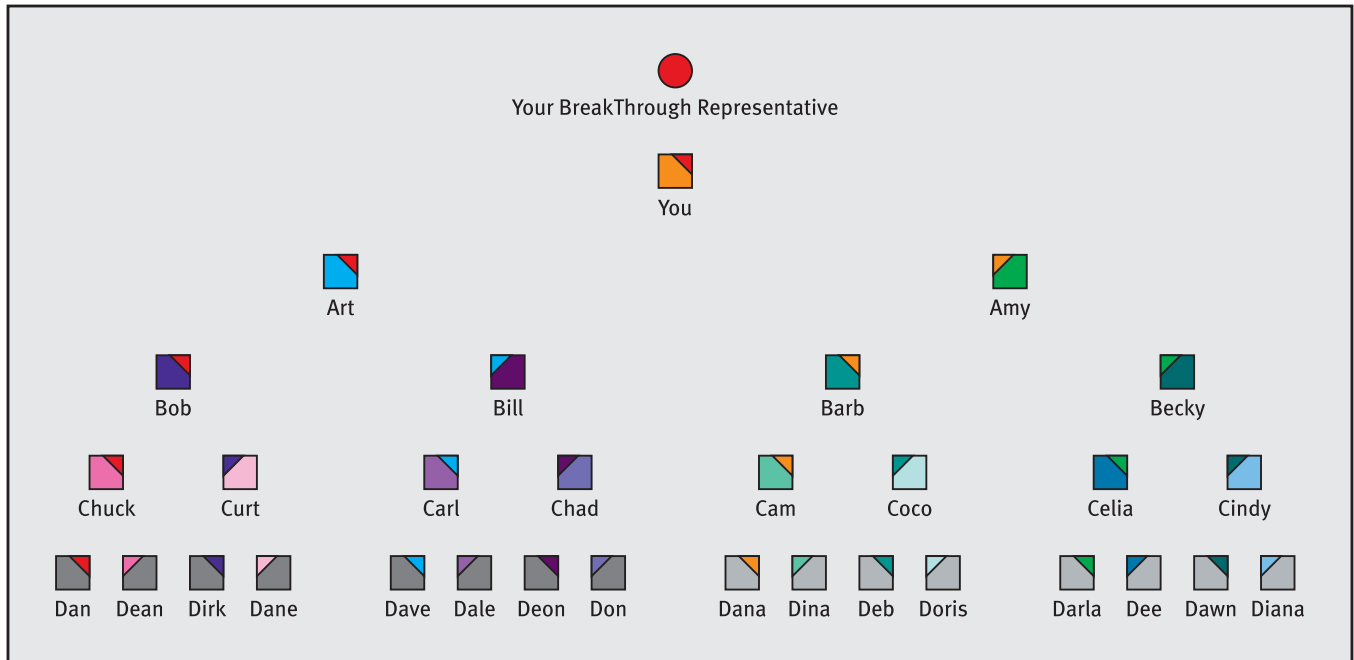 Your BreakThrough Representative
You
Art Amy
Bob Bill Barb Becky
Chuck Curt Carl Chad Cam Coco Celia Cindy
Dan Dean Dirk Dane Dave Dale Deon Don Dana Dina Deb Doris Darla Dee Dawn Diana